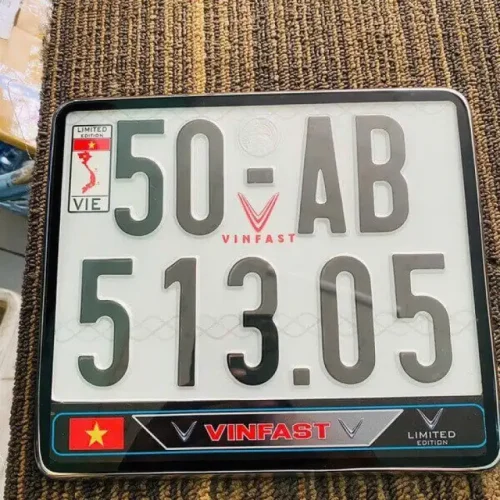 LIMITED
EDITION
VIE
50-AB
VINFAST
513.05
VINFAST
LIMITED
EDITION